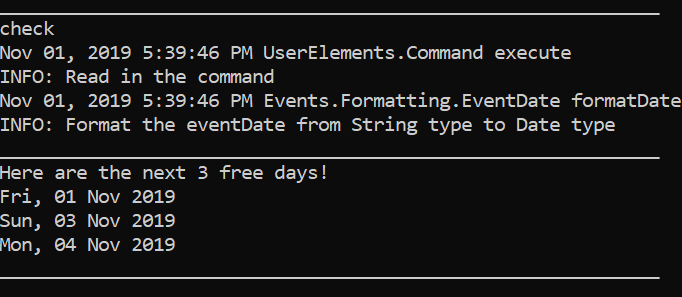 check
Nov 01, 2019 5:39:46 PM UserElements.Command execute
INFO: Read in the command
Nov 01, 2019 5:39:46 PM Events.Formatting.EventDate formatDate
INFO: Format the eventDate from String type to Date type
Here are the next 3 free days!
Fri, 01 Nov 2019
Sun, 03 Nov 2019
Mon, 04 Nov 2019